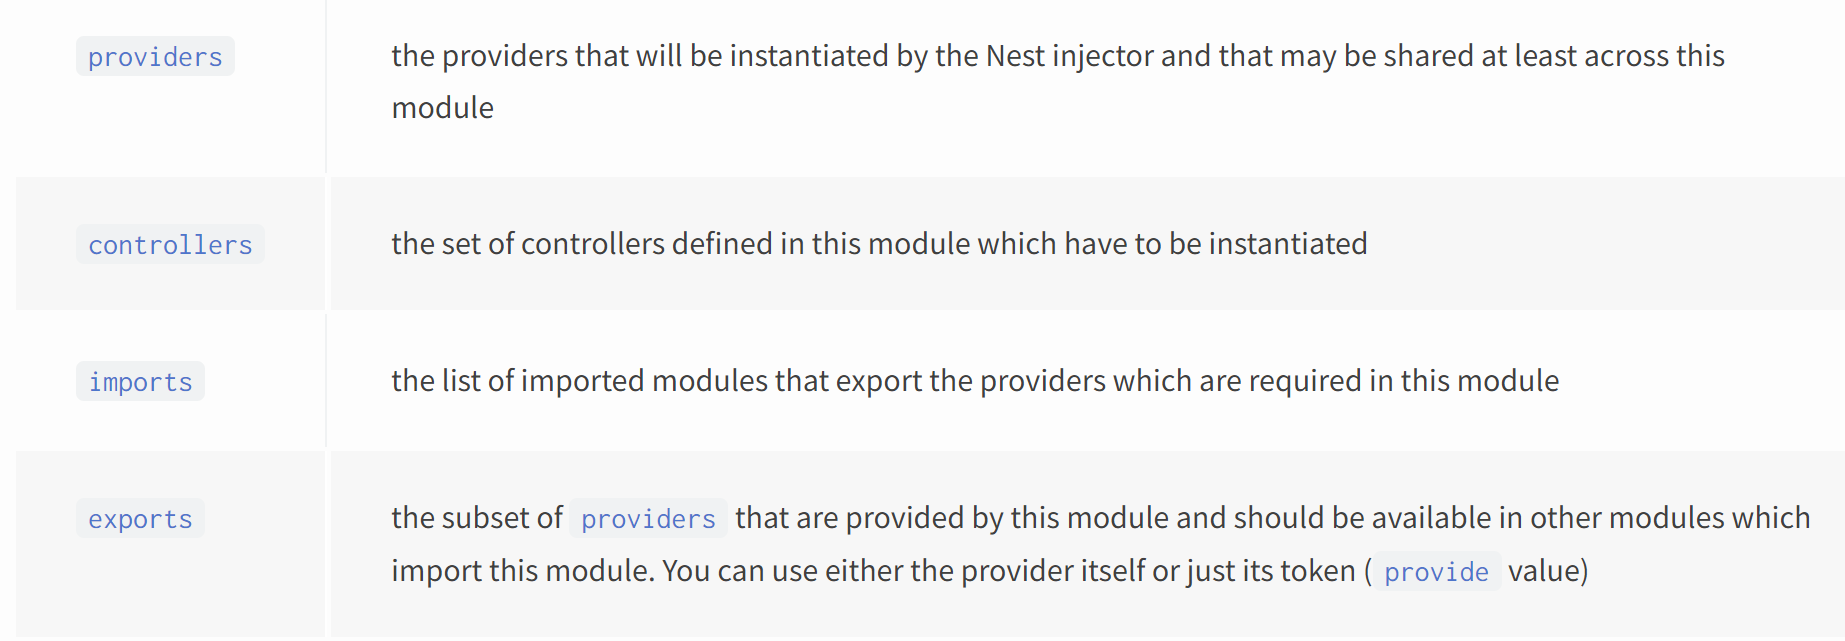 providers
the providers that will be instantiated by the Nest injector and that may be shared at least across this
module
controllers
the set of controllers defined in this module which have to be instantiated
imports
the list of imported modules that export the providers which are required in this module
exports
the subset of providers that are provided by this module and should be available in other modules which
import this module. You can use either the provider itself or just its token ( provide value)